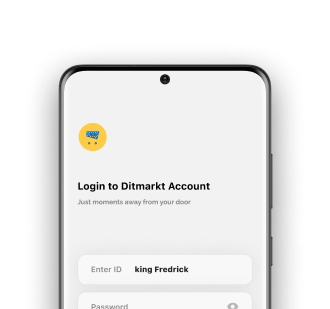 Login to Ditmarkt Account
Just moments away from your door
Enter ID king Fredrick
Password